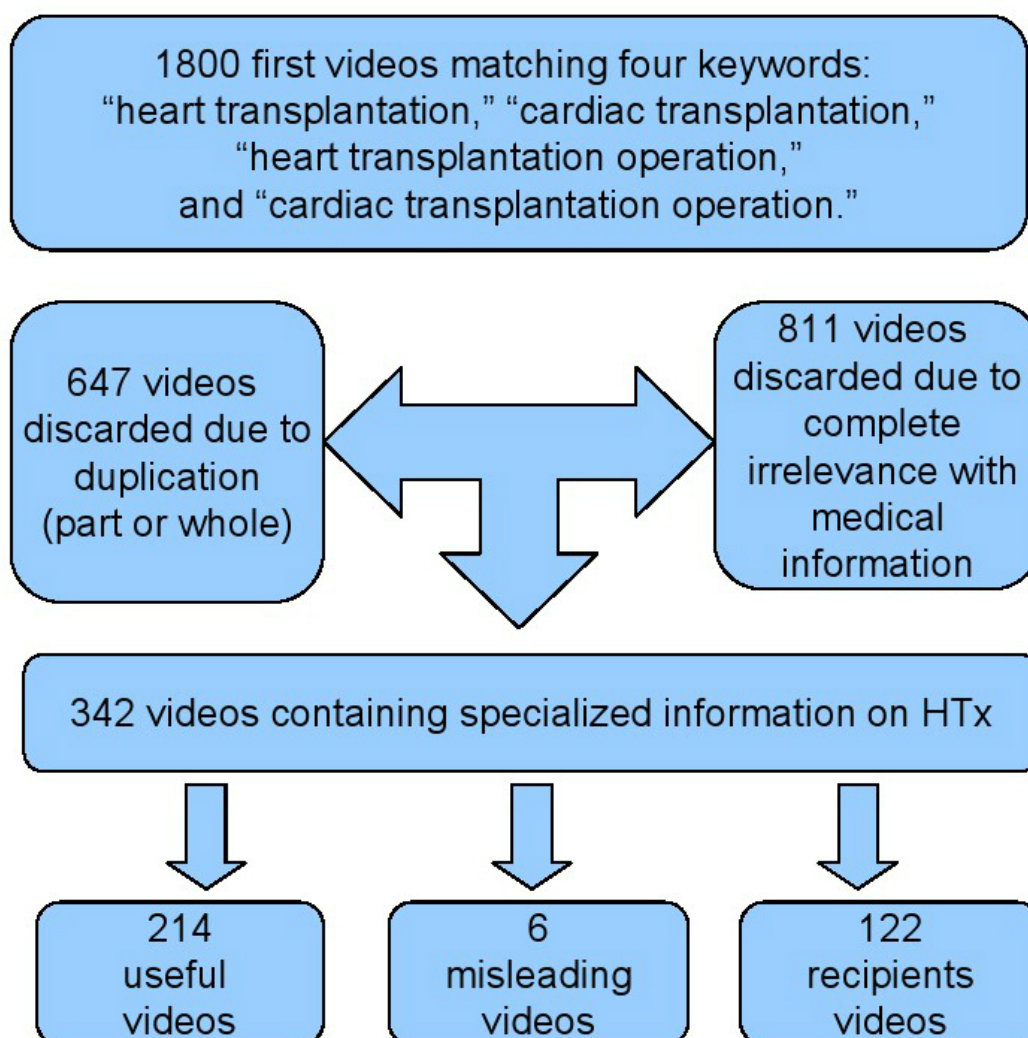 1800 first videos matching four keywords:
“heart transplantation,” “cardiac transplantation,”
“heart transplantation operation,”
and “cardiac transplantation operation.”
647 videos
discarded due to
duplication
(part or whole)
811 videos
discarded due to
complete
irrelevance with
medical
information
342 videos containing specialized information on HTx
214
useful
videos
6
misleading
videos
122
recipients
videos